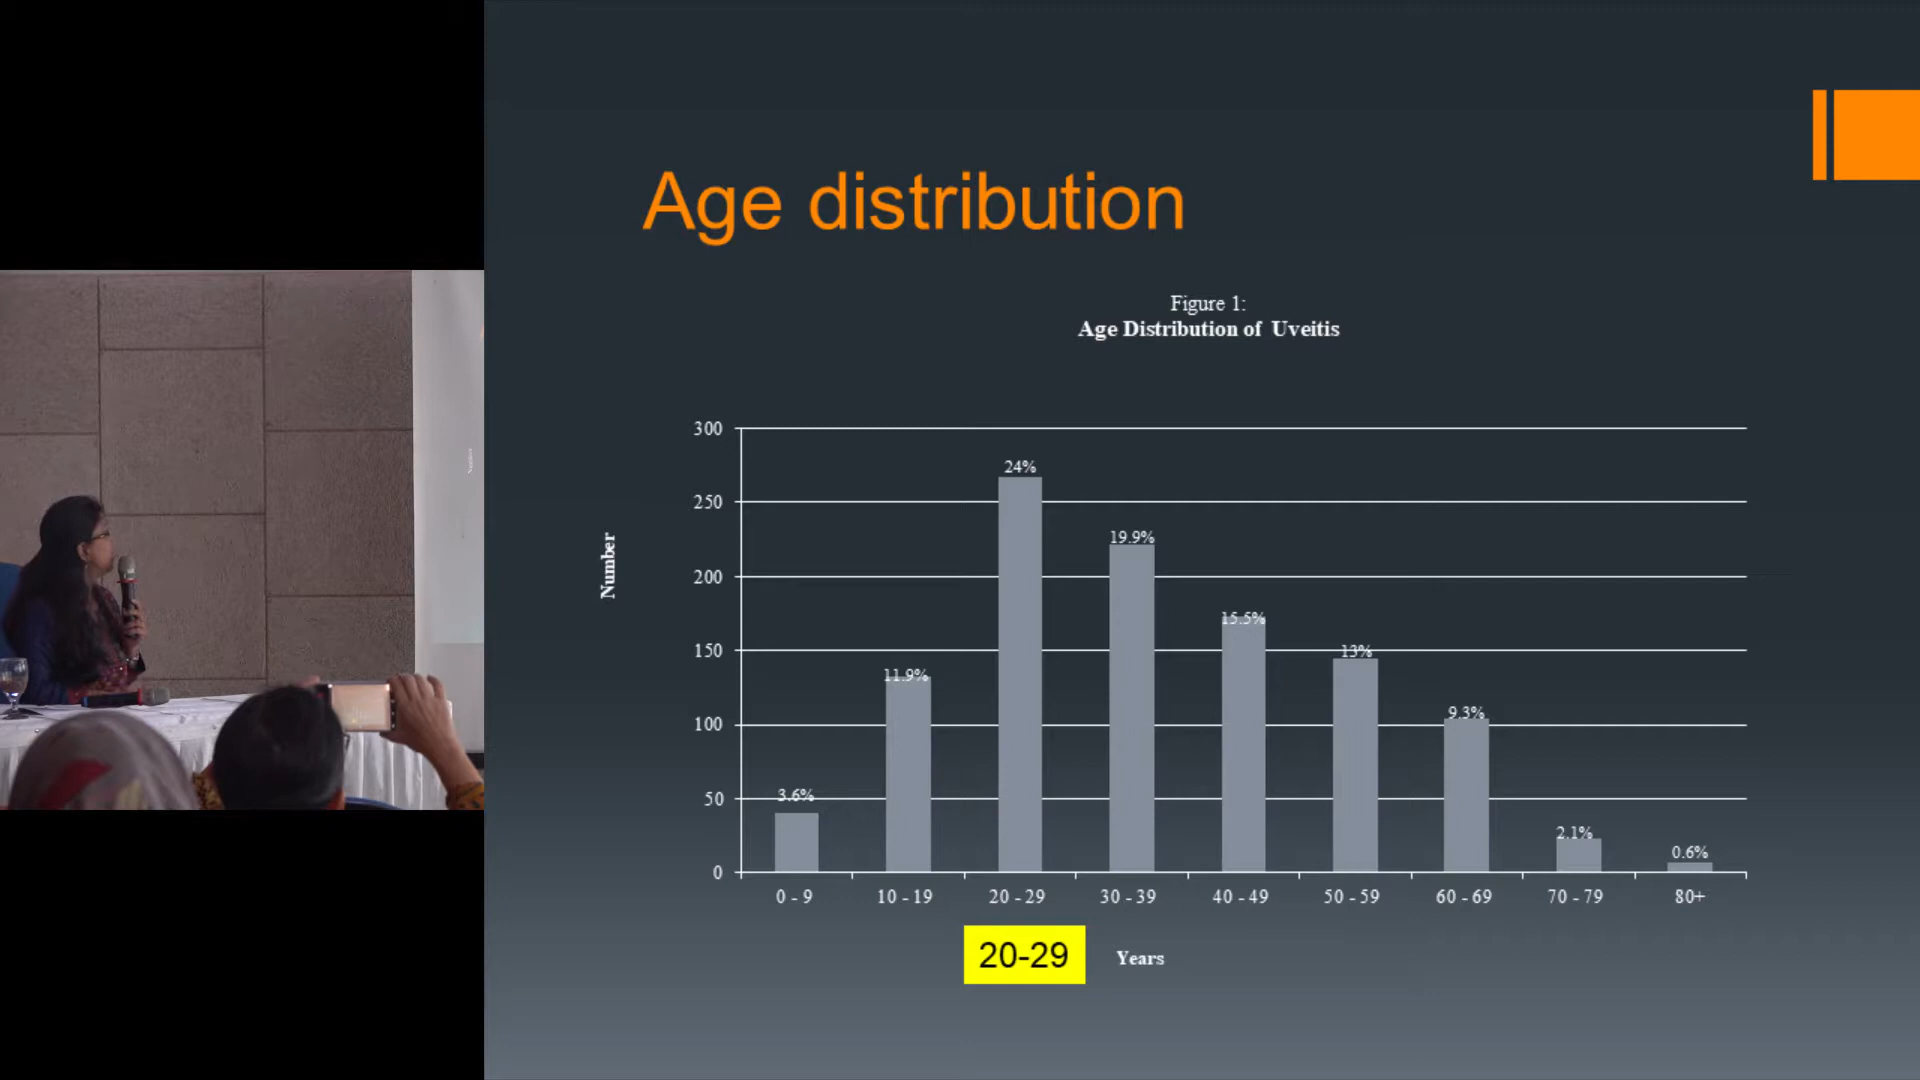 Age distribution
Figure 1:
Age Distribution of Uveitis
Number
300
250
200
150
100
50
0
3.6%
11.9%
24%
19.9%
15.5%
13%
9.3%
2.1%
0.6%
0 - 9
10 - 19
20 - 29
30 - 39
40 - 49
50 - 59
60 - 69
70 - 79
80+
20-29
Years